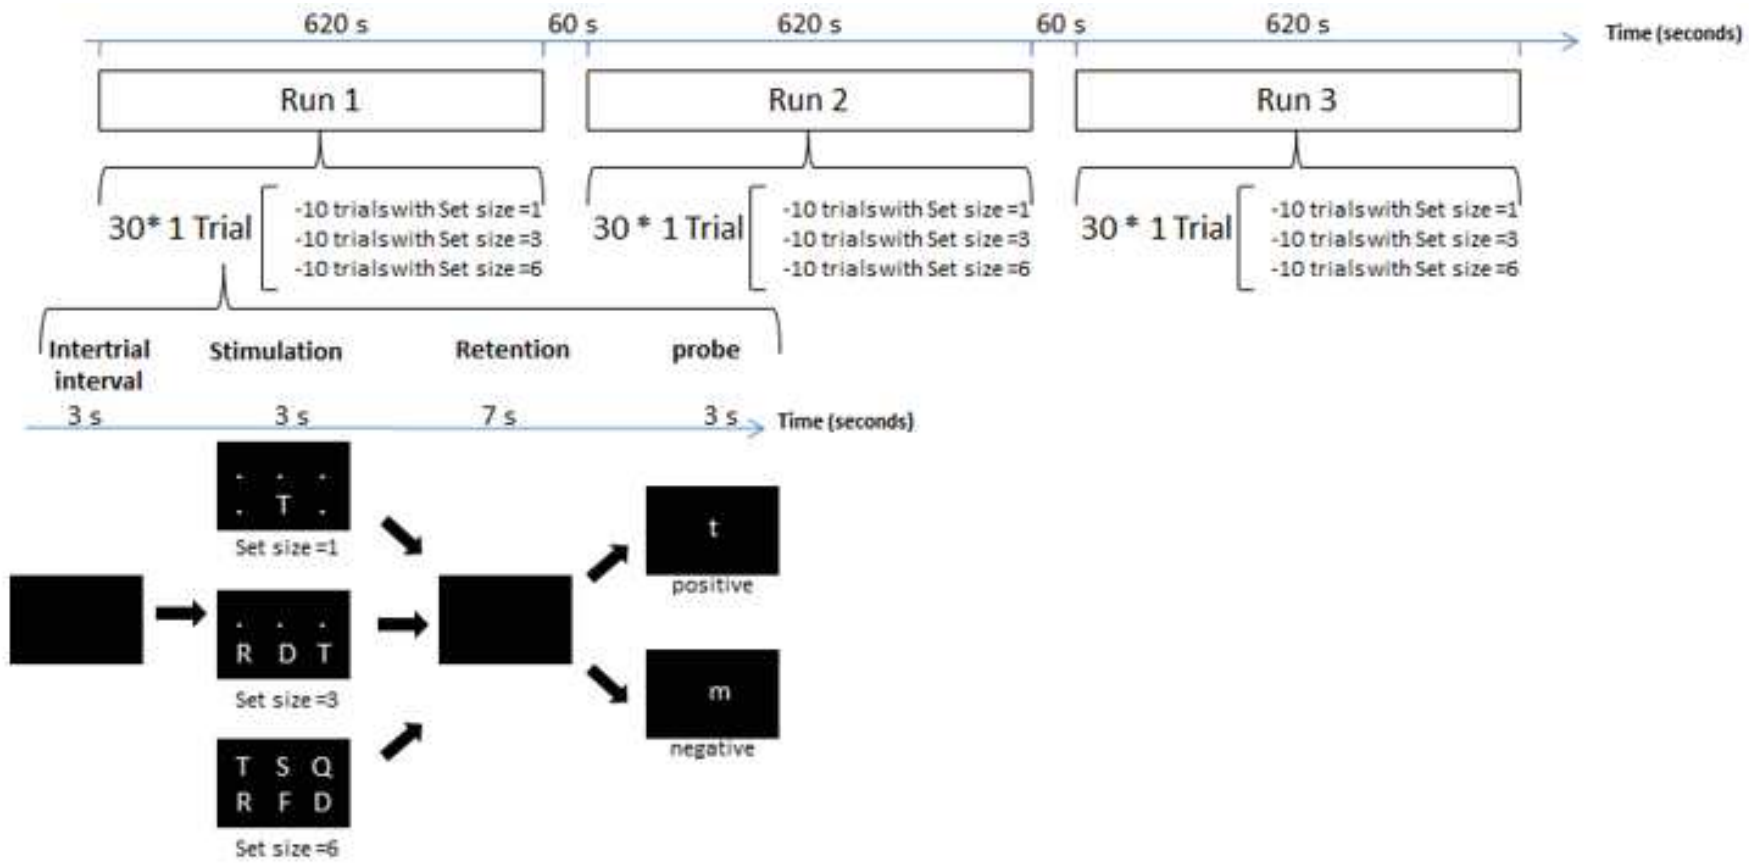 620 s 60 s 620 s 60 s 620 s Time (seconds)
Run 1 Run 2 Run 3
30* 1 Trial
-10 trials with Set size =1
-10 trials with Set size =3
-10 trials with Set size =6
30 * 1 Trial
-10 trials with Set size =1
-10 trials with Set size =3
-10 trials with Set size =6
30 * 1 Trial
-10 trials with Set size =1
-10 trials with Set size =3
-10 trials with Set size =6
Intertrial
interval
Stimulation
Retention
probe
3 s 3 s 7 s 3 s Time (seconds)
T
Set size =1
R D T
Set size =3
T S Q
R F D
Set size =6
t
positive
m
negative